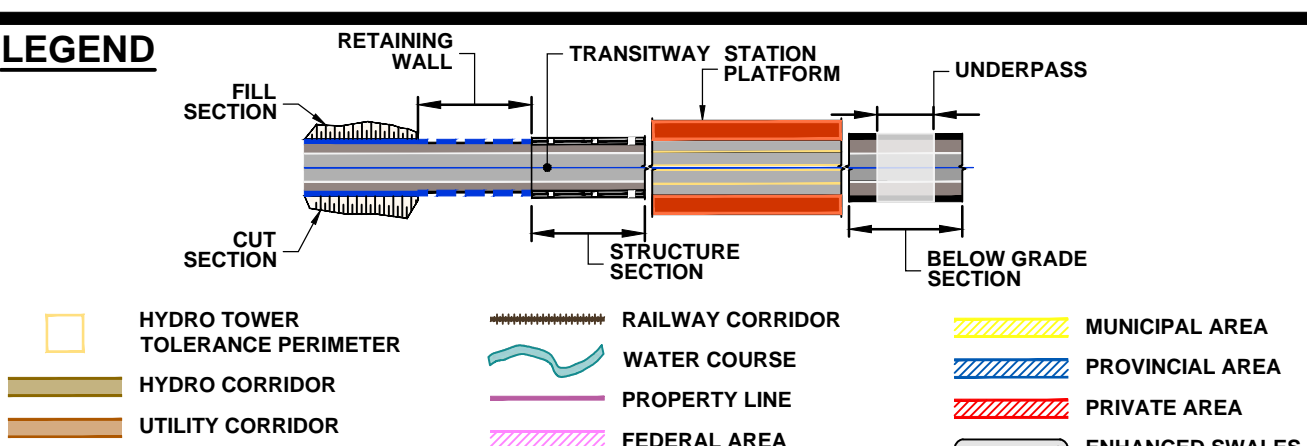 LEGEND
RETAINING
WALL
TRANSITWAY
STATION
PLATFORM
UNDERPASS
FILL
SECTION
CUT
SECTION
STRUCTURE
SECTION
BELOW GRADE
SECTION
HYDRO TOWER
TOLERANCE PERIMETER
HYDRO CORRIDOR
UTILITY CORRIDOR
RAILWAY CORRIDOR
WATER COURSE
PROPERTY LINE
FEDERAL AREA
MUNICIPAL AREA
PROVINCIAL AREA
PRIVATE AREA
ENHANCED SWALES